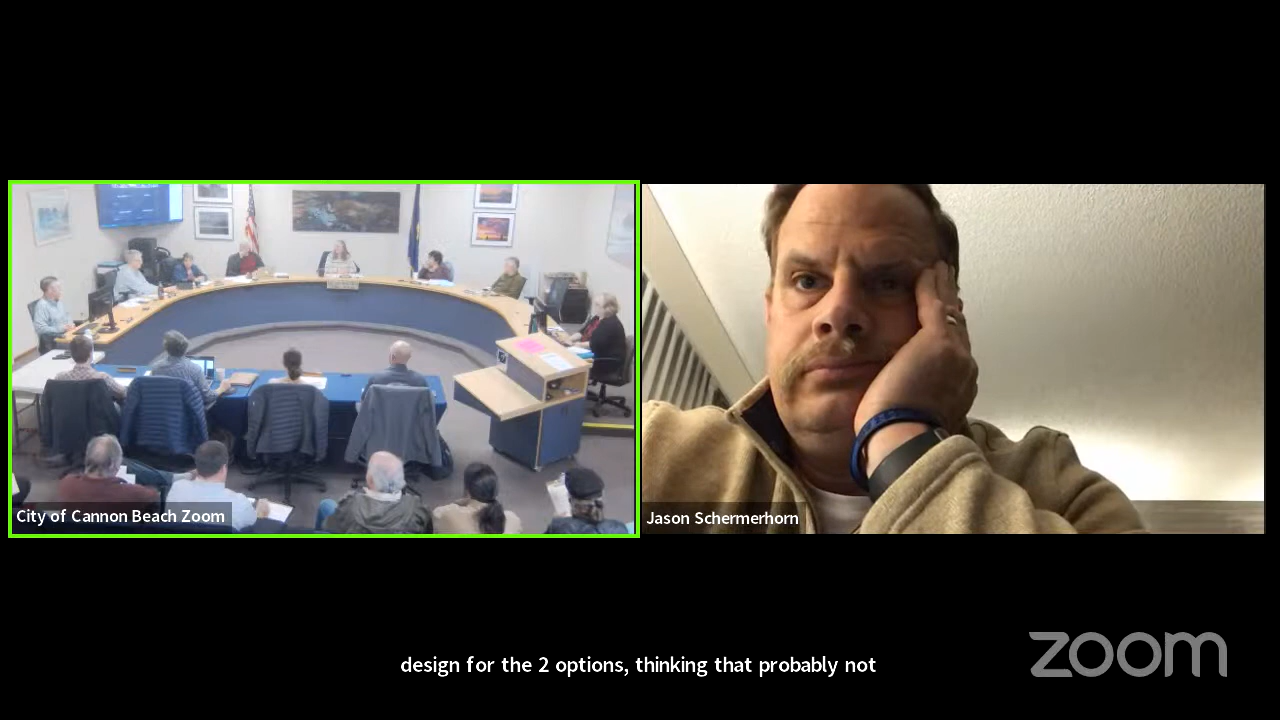 City of Cannon Beach Zoom
Jason Schermerhorn
design for the 2 options, thinking that probably not
zoom